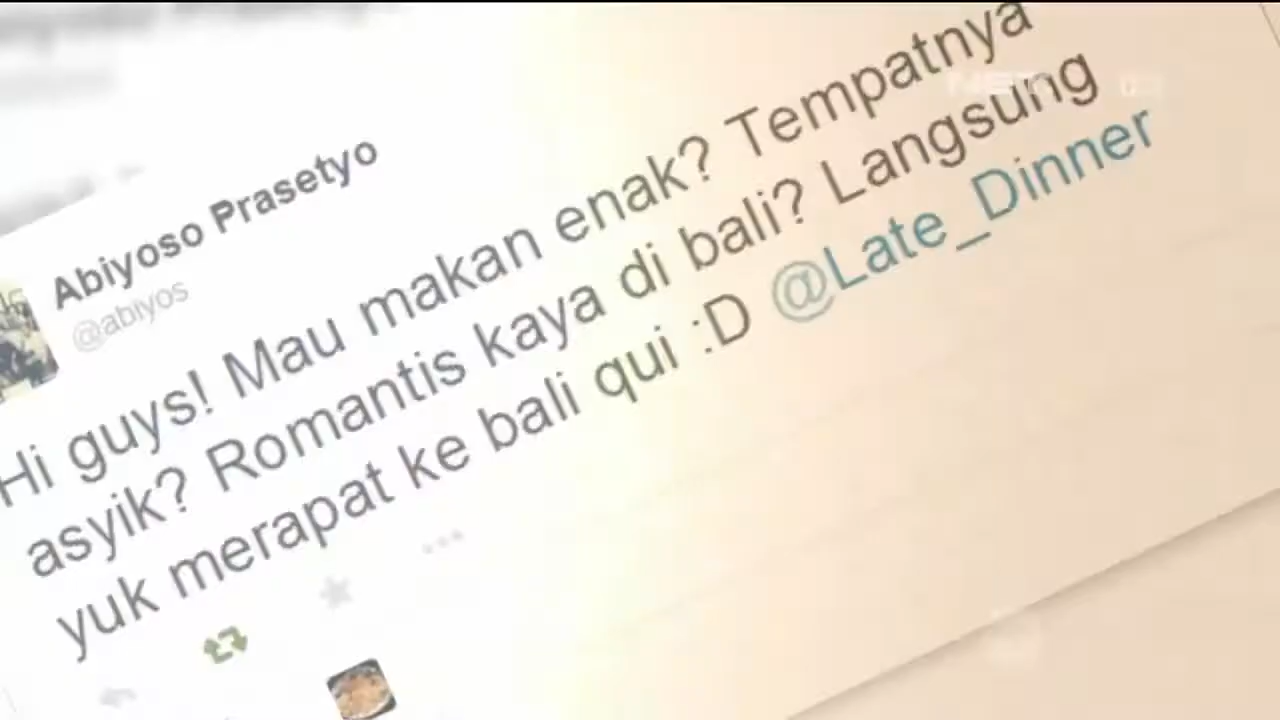 Abiyoso Prasetyo
@abiyos
Hi guys! Mau makan enak? Tempatnya
asyik? Romantis kaya di bali? Langsung
yuk merapat ke bali qui :D @Late_Dinner
NET.